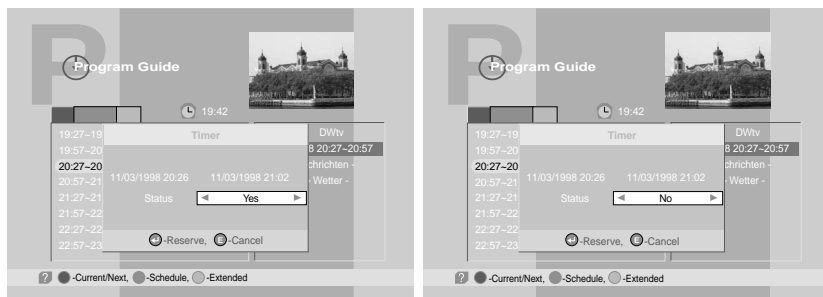 P
Program Guide
19:42
19:27~19
19:57~20
20:27~20
20:57~21
21:27~21
21:57~22
22:27~22
22:57~23
Timer
11/03/1998 20:26 11/03/1998 21:02
Status Yes
-Reserve, E -Cancel
DWtv
8 20:27~20:57
chrichten -
- Wetter -
? -Current/Next, -Schedule, -Extended
P
Program Guide
19:42
19:27~19
19:57~20
20:27~20
20:57~21
21:27~21
21:57~22
22:27~22
22:57~23
Timer
11/03/1998 20:26 11/03/1998 21:02
Status No
-Reserve, E -Cancel
DWtv
8 20:27~20:57
chrichten -
- Wetter -
? -Current/Next, -Schedule, -Extended